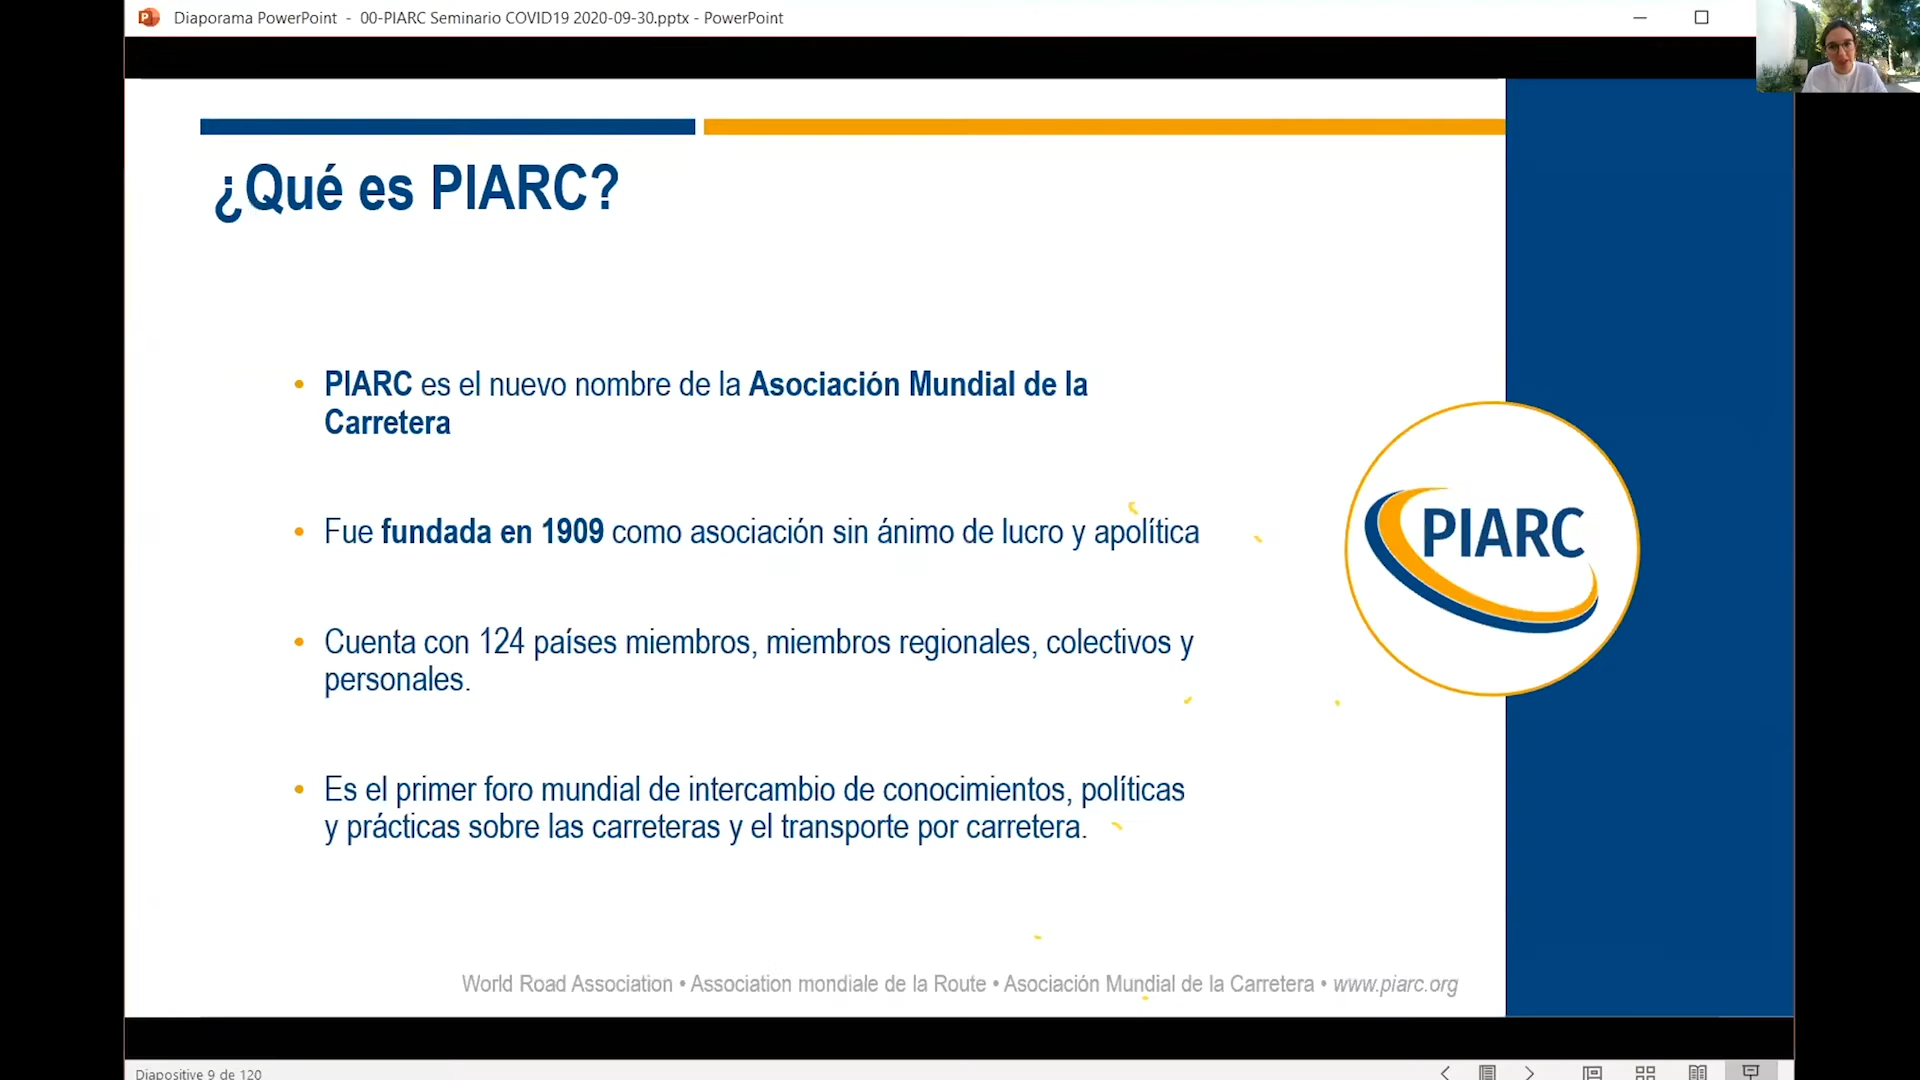 Diaporama PowerPoint - 00-PIARC Seminario COVID19 2020-09-30.pptx - PowerPoint
¿Qué es PIARC?
• PIARC es el nuevo nombre de la Asociación Mundial de la
Carretera
• Fue fundada en 1909 como asociación sin ánimo de lucro y apolítica
• Cuenta con 124 países miembros, miembros regionales, colectivos y
personales.
• Es el primer foro mundial de intercambio de conocimientos, políticas
y prácticas sobre las carreteras y el transporte por carretera.
PIARC
World Road Association • Association mondiale de la Route • Asociación Mundial de la Carretera • www.piarc.org
Diapositive 9 de 120